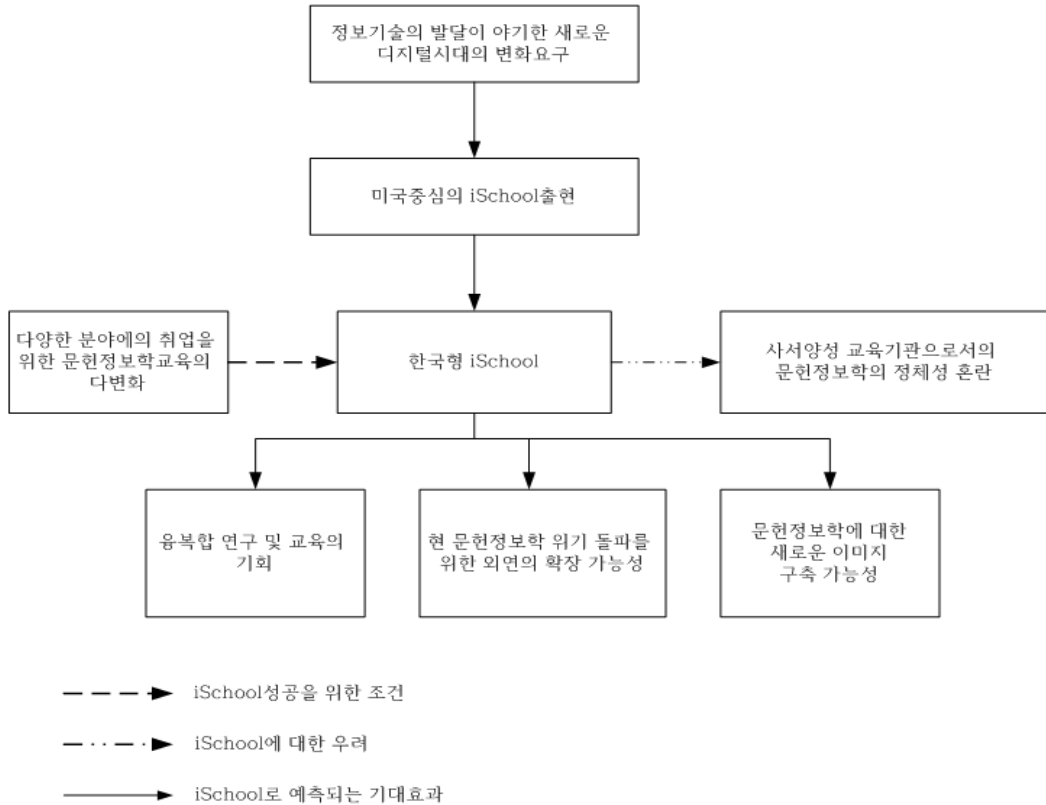 정보기술의 발달이 야기한 새로운
디지털시대의 변화요구
미국중심의 iSchool출현
다양한 분야에의 취업을
위한 문헌정보학교육의
다변화
한국형 iSchool
사서양성 교육기관으로서의
문헌정보학의 정체성 혼란
융복합 연구 및 교육의
기회
현 문헌정보학 위기 돌파를
위한 외연의 확장 가능성
문헌정보학에 대한
새로운 이미지
구축 가능성
iSchool성공을 위한 조건
iSchool에 대한 우려
iSchool로 예측되는 기대효과